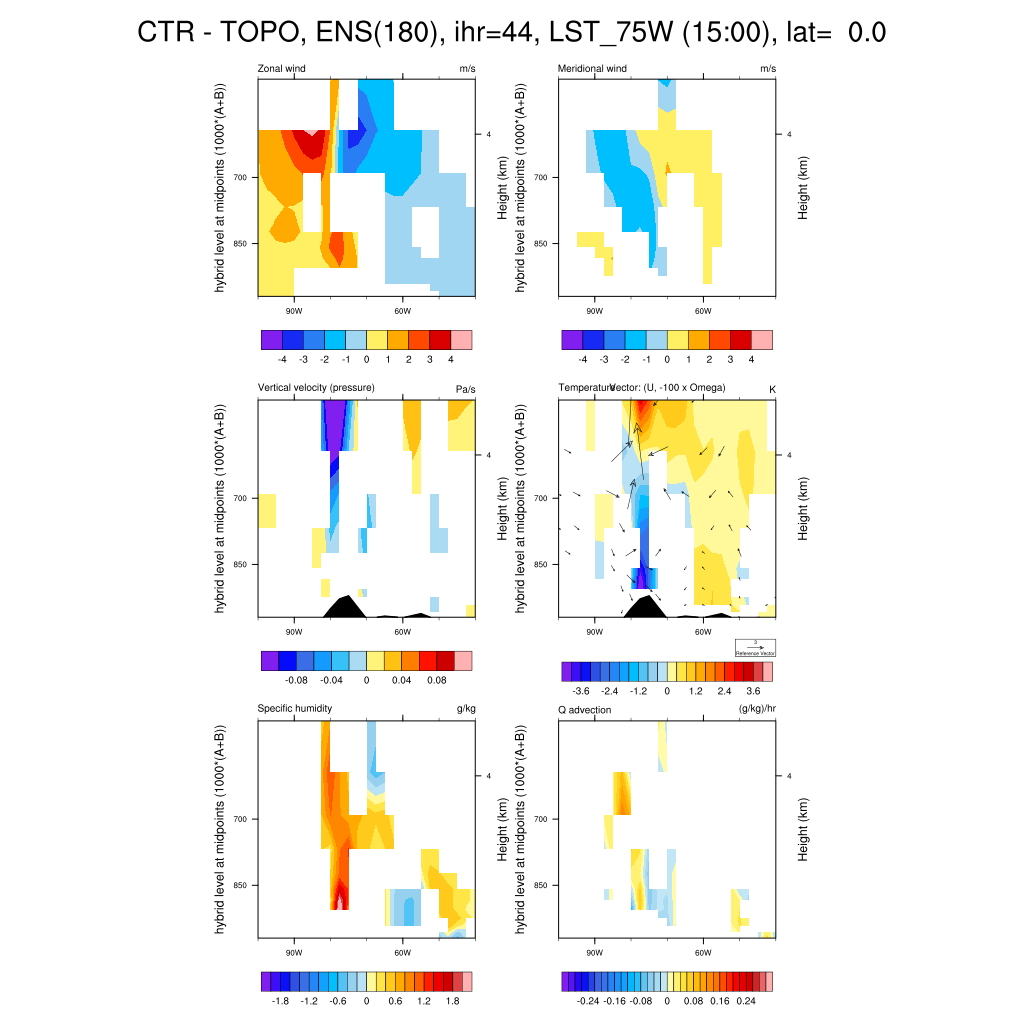 CTR - TOPO, ENS(180), ihr=44, LST_75W (15:00), lat= 0.0
Zonal wind m/s
hybrid level at midpoints (1000*(A+B))
700
850
4
Height (km)
90W 60W
-4 -3 -2 -1 0 1 2 3 4
Meridional wind m/s
hybrid level at midpoints (1000*(A+B))
700
850
4
Height (km)
90W 60W
-4 -3 -2 -1 0 1 2 3 4
Vertical velocity (pressure) Pa/s
hybrid level at midpoints (1000*(A+B))
700
850
4
Height (km)
90W 60W
-0.08 -0.04 0 0.04 0.08
Temperature Vector: (U, -100 x Omega) K
hybrid level at midpoints (1000*(A+B))
700
850
4
Height (km)
90W 60W
3
Reference Vector
-3.6 -2.4 -1.2 0 1.2 2.4 3.6
Specific humidity g/kg
hybrid level at midpoints (1000*(A+B))
700
850
4
Height (km)
90W 60W
-1.8 -1.2 -0.6 0 0.6 1.2 1.8
Q advection (g/kg)/hr
hybrid level at midpoints (1000*(A+B))
700
850
4
Height (km)
90W 60W
-0.24 -0.16 -0.08 0 0.08 0.16 0.24